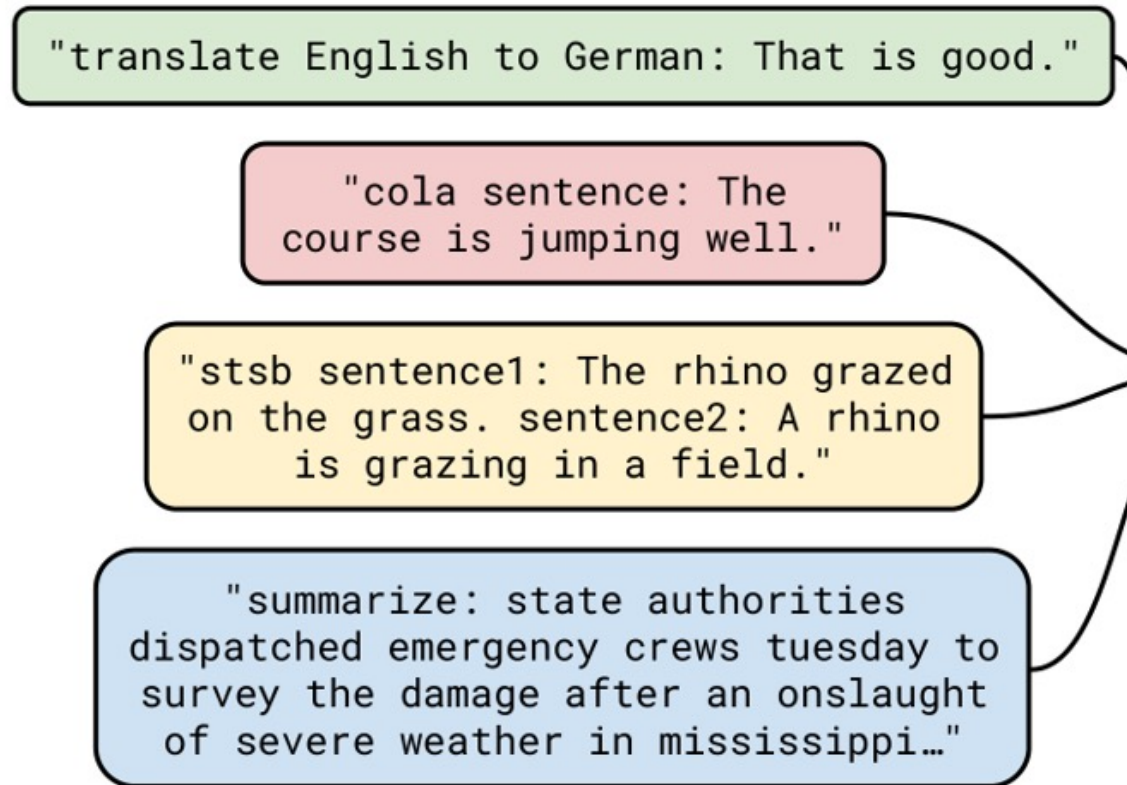 "translate English to German: That is good."
"cola sentence: The
course is jumping well."
"stsb sentence1: The rhino grazed
on the grass. sentence2: A rhino
is grazing in a field."
"summarize: state authorities
dispatched emergency crews tuesday to
survey the damage after an onslaught
of severe weather in mississippi…"